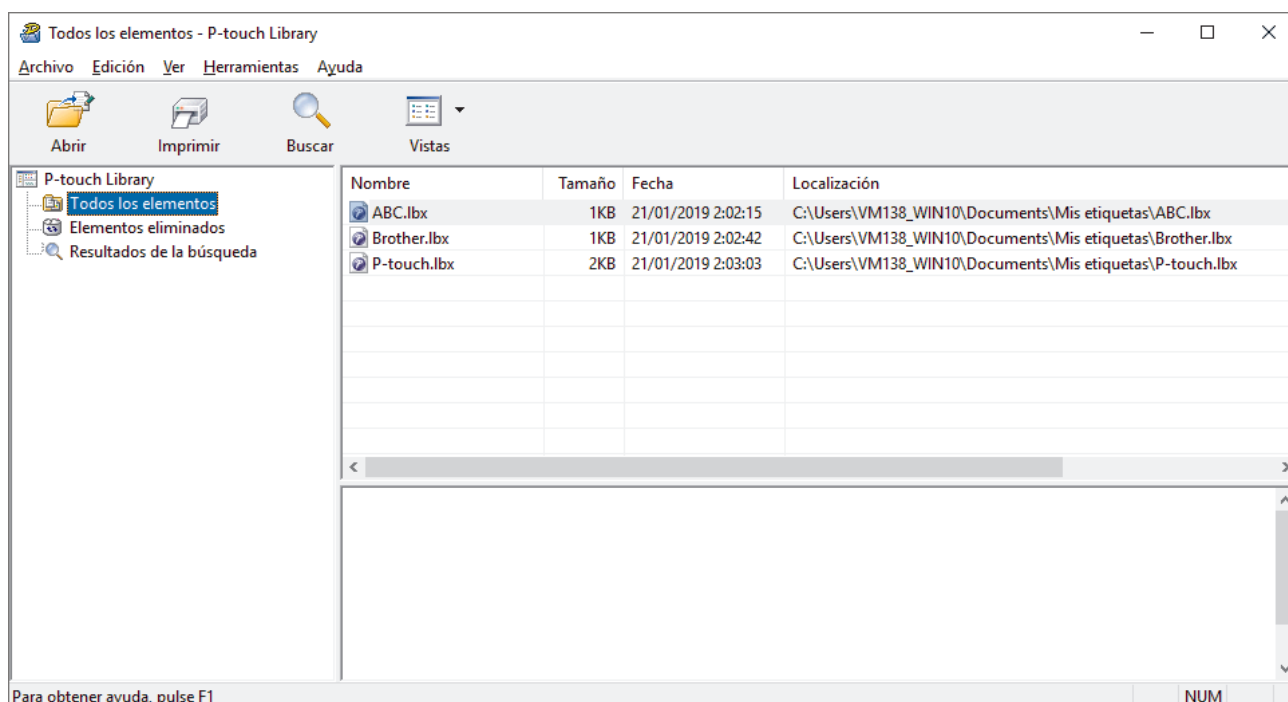 Todos los elementos - P-touch Library
Archivo Edición Ver Herramientas Ayuda
Abrir Imprimir Buscar Vistas
P-touch Library
Todos los elementos
Elementos eliminados
Resultados de la búsqueda
Nombre Tamaño Fecha Localización
ABC.lbx 1KB 21/01/2019 2:02:15 C:\Users\VM138_WIN10\Documents\Mis etiquetas\ABC.lbx
Brother.lbx 1KB 21/01/2019 2:02:42 C:\Users\VM138_WIN10\Documents\Mis etiquetas\Brother.lbx
P-touch.lbx 2KB 21/01/2019 2:03:03 C:\Users\VM138_WIN10\Documents\Mis etiquetas\P-touch.lbx
Para obtener ayuda, pulse F1 NUM